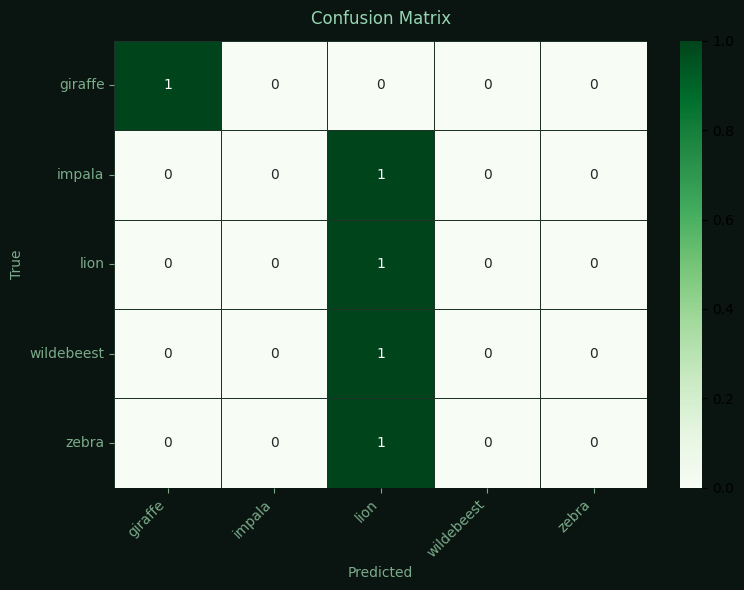 Confusion Matrix
giraffe 1 0 0 0 0 1.0
0.8
impala 0 0 1 0 0
0.6
True lion 0 0 1 0 0
0.4
wildebeest 0 0 1 0 0
0.2
zebra 0 0 1 0 0
0.0
giraffe impala lion wildebeest zebra
Predicted